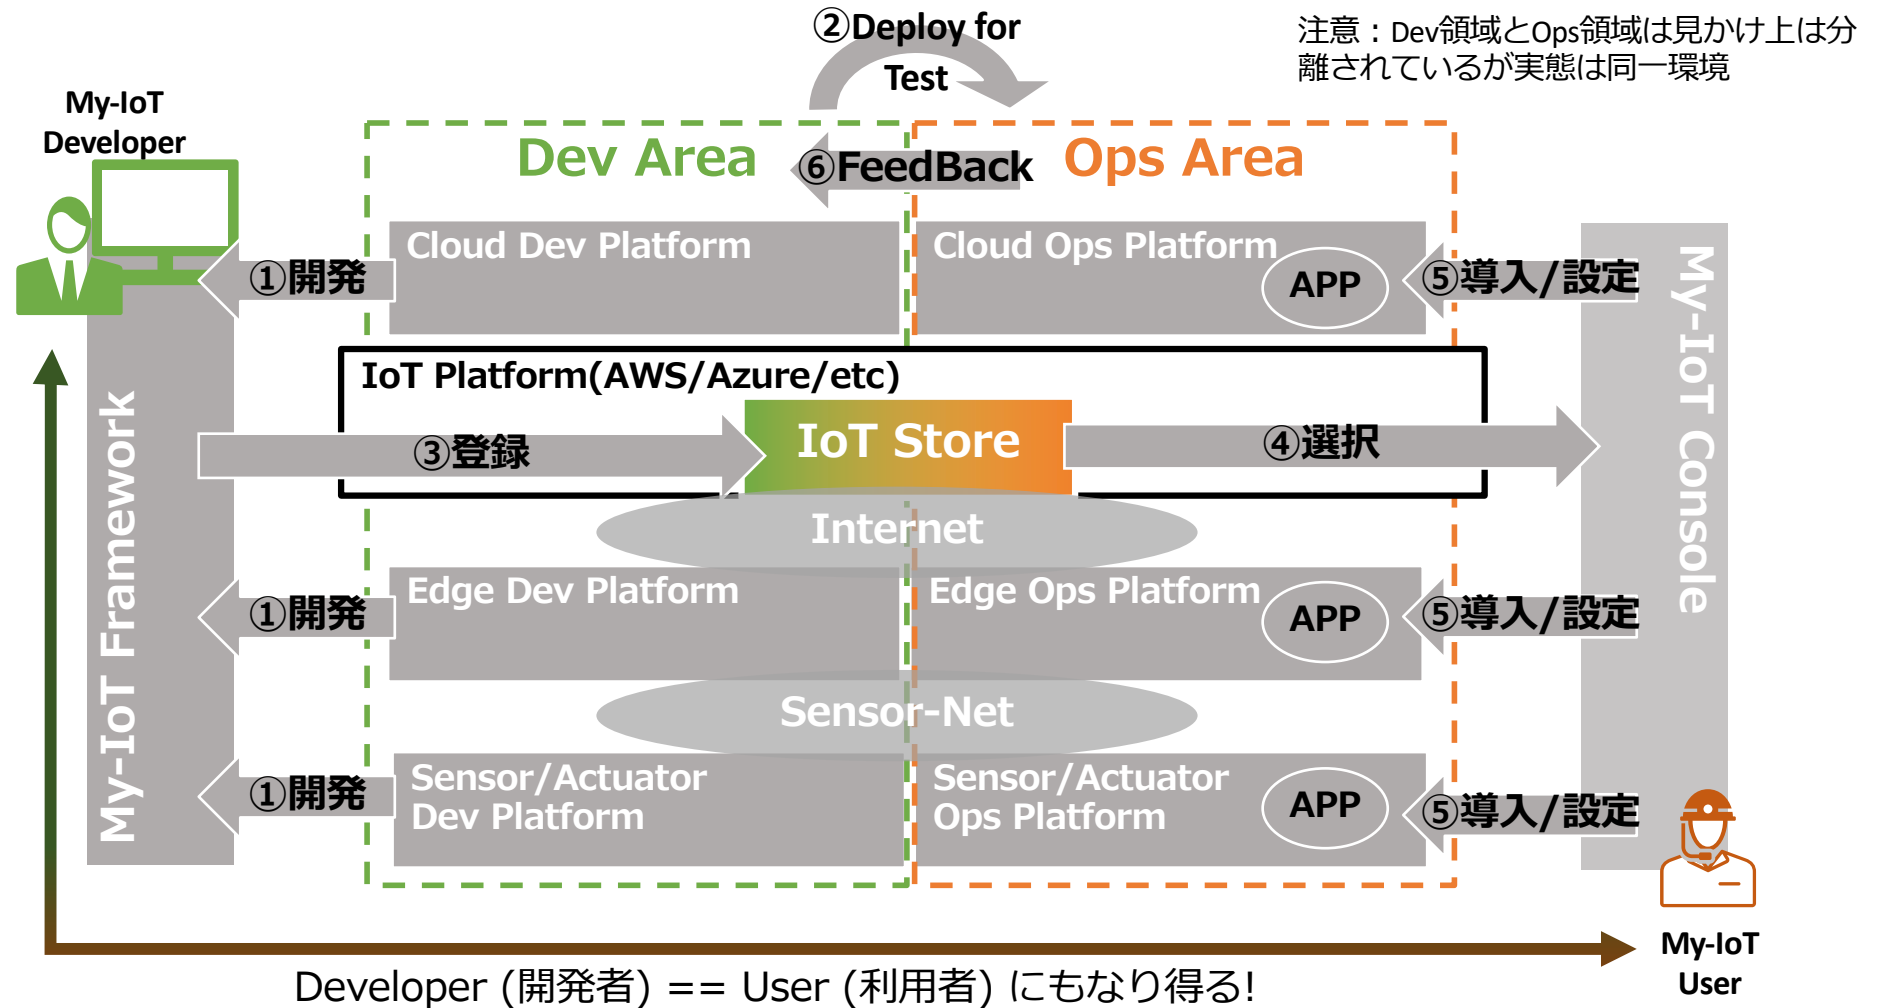 ②Deploy for
Test
注意：Dev領域とOps領域は見かけ上は分
離されているが実態は同一環境
My-IoT
Developer
Dev Area
⑥FeedBack
Ops Area
Cloud Dev Platform
Cloud Ops Platform
①開発
APP
⑤導入/設定
IoT Platform(AWS/Azure/etc)
③登録
IoT Store
④選択
My-IoT Framework
My-IoT Console
Internet
Edge Dev Platform
Edge Ops Platform
①開発
APP
⑤導入/設定
Sensor-Net
Sensor/Actuator
Dev Platform
Sensor/Actuator
Ops Platform
①開発
APP
⑤導入/設定
My-IoT
User
Developer (開発者) == User (利用者) にもなり得る!